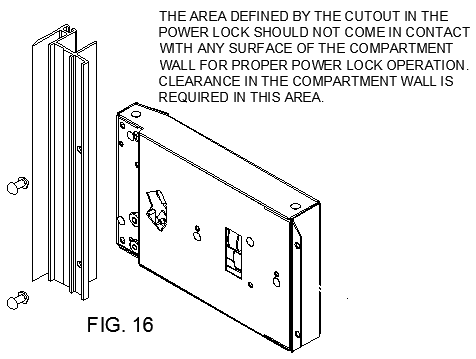 THE AREA DEFINED BY THE CUTOUT IN THE
POWER LOCK SHOULD NOT COME IN CONTACT
WITH ANY SURFACE OF THE COMPARTMENT
WALL FOR PROPER POWER LOCK OPERATION.
CLEARANCE IN THE COMPARTMENT WALL IS
REQUIRED IN THIS AREA.
FIG. 16